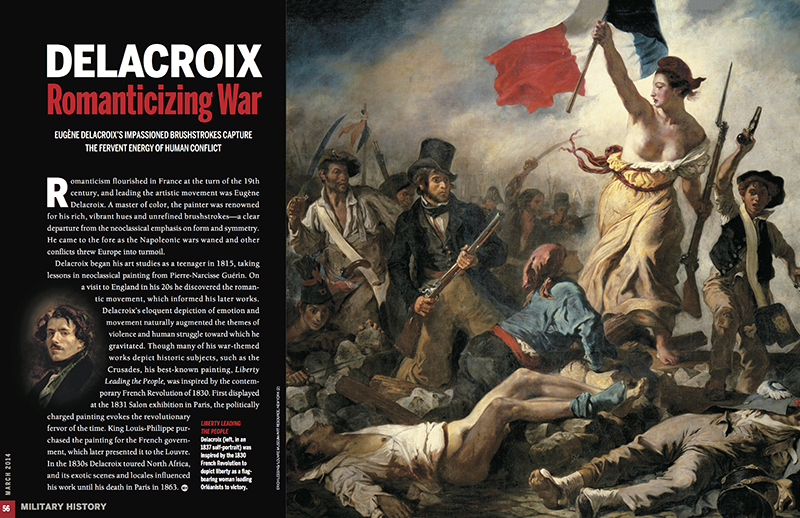 DELACROIX
Romanticizing War
EUGÈNE DELACROIX'S IMPASSIONED BRUSHSTROKES CAPTURE
THE FERVENT ENERGY OF HUMAN CONFLICT
Romanticism flourished in France at the turn of the 19th
century, and leading the artistic movement was Eugène
Delacroix. A master of color, the painter was renowned
for his rich, vibrant hues and unrefined brushstrokes—a clear
departure from the neoclassical emphasis on form and symmetry.
He came to the fore as the Napoleonic wars waned and other
conflicts threw Europe into turmoil.
Delacroix began his art studies as a teenager in 1815, taking
lessons in neoclassical painting from Pierre-Narcisse Guérin. On
a visit to England in his 20s he discovered the roman-
tic movement, which informed his later works.
Delacroix's eloquent depiction of emotion and
movement naturally augmented the themes of
violence and human struggle toward which he
gravitated. Though many of his war-themed
works depict historic subjects, such as the
Crusades, his best-known painting, Liberty
Leading the People, was inspired by the contem-
porary French Revolution of 1830. First displayed
at the 1831 Salon exhibition in Paris, the politically
charged painting evokes the revolutionary
fervor of the time. King Louis-Philippe pur-
chased the painting for the French govern-
ment, which later presented it to the Louvre.
In the 1830s Delacroix toured North Africa,
and its exotic scenes and locales influenced
his work until his death in Paris in 1863.
LIBERTY LEADING
THE PEOPLE
Delacroix (left, in an
1837 self-portrait) was
inspired by the 1830
French Revolution to
depict liberty as a flag-
bearing woman leading
Orléanists to victory.
MARCH 2014
56 MILITARY HISTORY